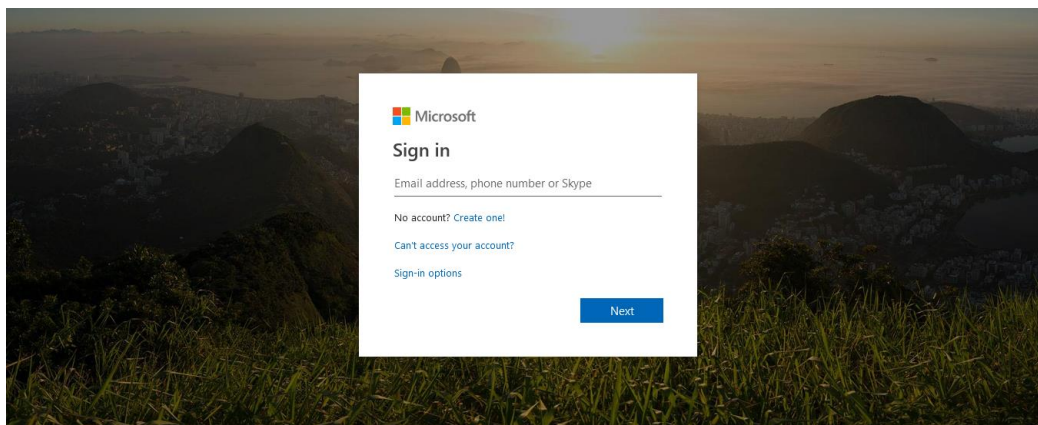 Microsoft
Sign in
Email address, phone number or Skype
No account? Create one!
Can't access your account?
Sign-in options
Next